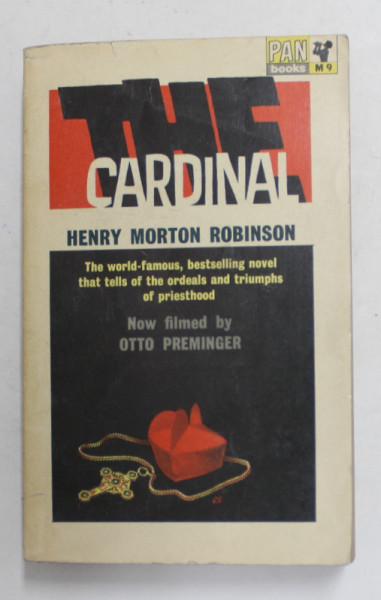 PAN
books
M 9
THE
CARDINAL
HENRY MORTON ROBINSON
The world-famous, bestselling novel
that tells of the ordeals and triumphs
of priesthood
Now filmed by
OTTO PREMINGER